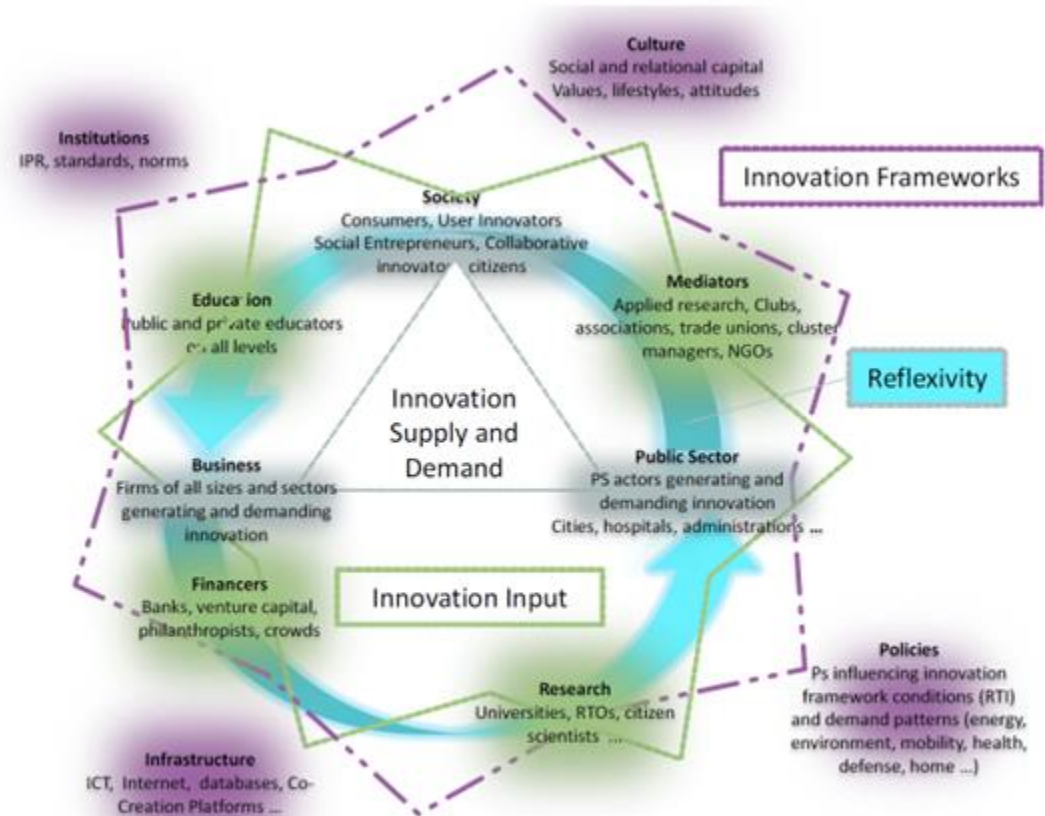 Culture
Social and relational capital
Values, lifestyles, attitudes
Institutions
IPR, standards, norms
Innovation Frameworks
Society
Consumers, User Innovators
Social Entrepreneurs, Collaborative
innovators, citizens
Mediators
Applied research, Clubs,
associations, trade unions, cluster
managers, NGOs
Education
Public and private educators
on all levels
Reflexivity
Innovation
Supply and
Demand
Business
Firms of all sizes and sectors
generating and demanding
innovation
Public Sector
PS actors generating and
demanding innovation
Cities, hospitals, administrations ...
Financers
Banks, venture capital,
philanthropists, crowds
Innovation Input
Research
Universities, RTOs, citizen
scientists ...
Policies
Ps influencing innovation
framework conditions (RTI)
and demand patterns (energy,
environment, mobility, health,
defense, home ...)
Infrastructure
ICT, Internet, databases, Co-
Creation Platforms ...